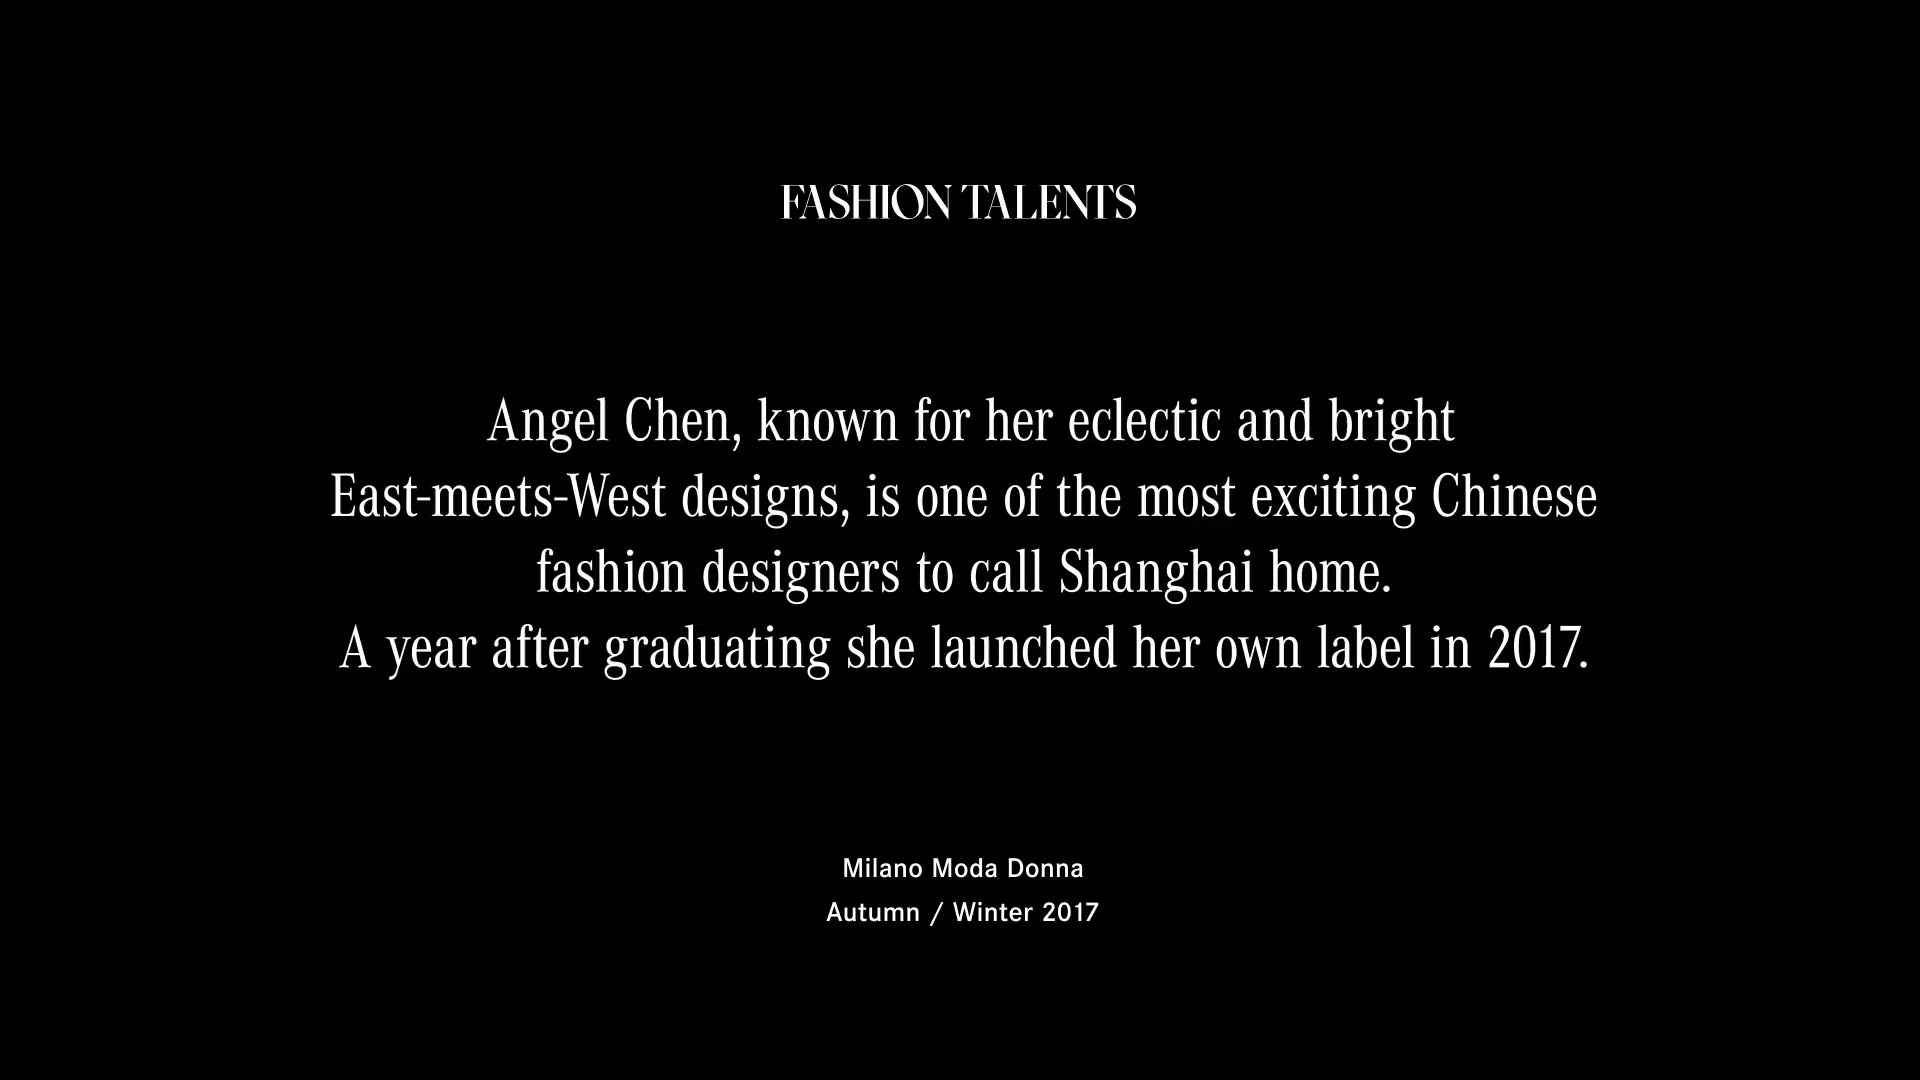 FASHION TALENTS
Angel Chen, known for her eclectic and bright
East-meets-West designs, is one of the most exciting Chinese
fashion designers to call Shanghai home.
A year after graduating she launched her own label in 2017.
Milano Moda Donna
Autumn / Winter 2017